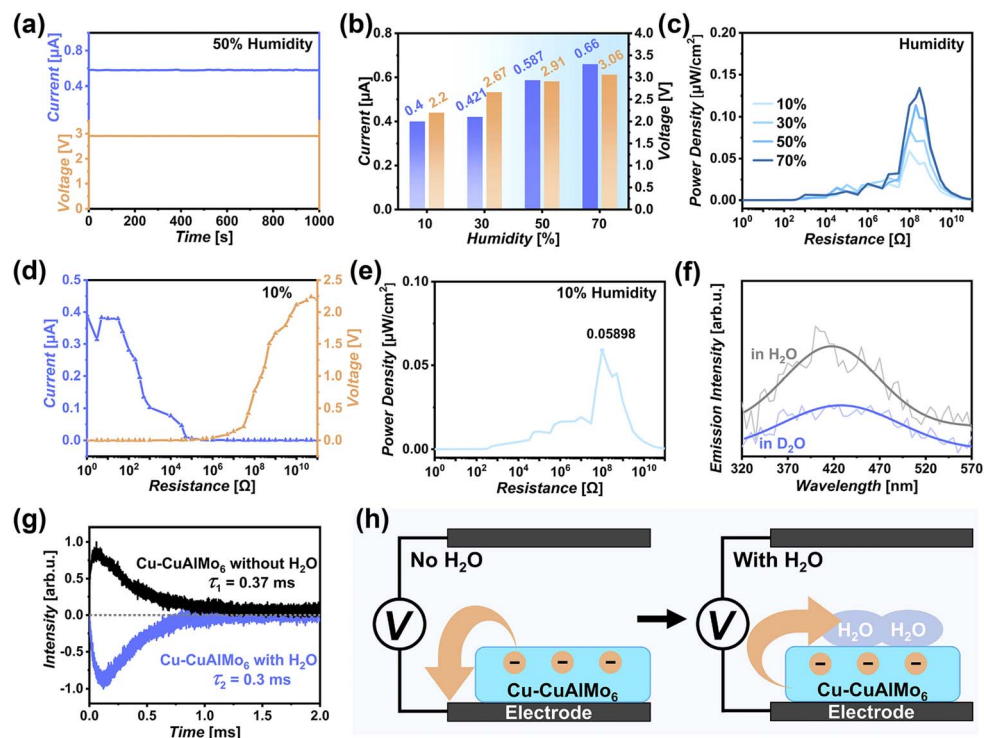 (a)
50% Humidity
Current [μA]
0.8
0.4
Voltage [V]
3
2
1
0
0 200 400 600 800 1000
Time [s]
(b)
Current [μA]
0.8
0.6
0.4
0.2
0.0
0.4
2.2
0.421
2.67
0.587
2.91
0.66
3.06
4.0
3.5
3.0
2.5
2.0
1.5
1.0
0.5
0.0
Voltage [V]
10 30 50 70
Humidity [%]
(c)
Humidity
Power Density [μW/cm²]
0.20
0.15
0.10
0.05
0.00
10%
30%
50%
70%
10⁰ 10² 10⁴ 10⁶ 10⁸ 10¹⁰
Resistance [Ω]
(d)
10%
Current [μA]
0.5
0.4
0.3
0.2
0.1
0.0
2.5
2.0
1.5
1.0
0.5
0.0
Voltage [V]
10⁰ 10² 10⁴ 10⁶ 10⁸ 10¹⁰
Resistance [Ω]
(e)
10% Humidity
0.05898
Power Density [μW/cm²]
0.10
0.05
0.00
10⁰ 10² 10⁴ 10⁶ 10⁸ 10¹⁰
Resistance [Ω]
(f)
Emission Intensity [arb.u.]
in H₂O
in D₂O
320 370 420 470 520 570
Wavelength [nm]
(g)
Intensity [arb.u.]
1.0
0.5
0.0
-0.5
-1.0
Cu-CuAlMo₆ without H₂O
τ₁ = 0.37 ms
Cu-CuAlMo₆ with H₂O
τ₂ = 0.3 ms
0.0 0.5 1.0 1.5 2.0
Time [ms]
(h)
No H₂O
V
Cu-CuAlMo₆
Electrode
With H₂O
V
H₂O H₂O
Cu-CuAlMo₆
Electrode